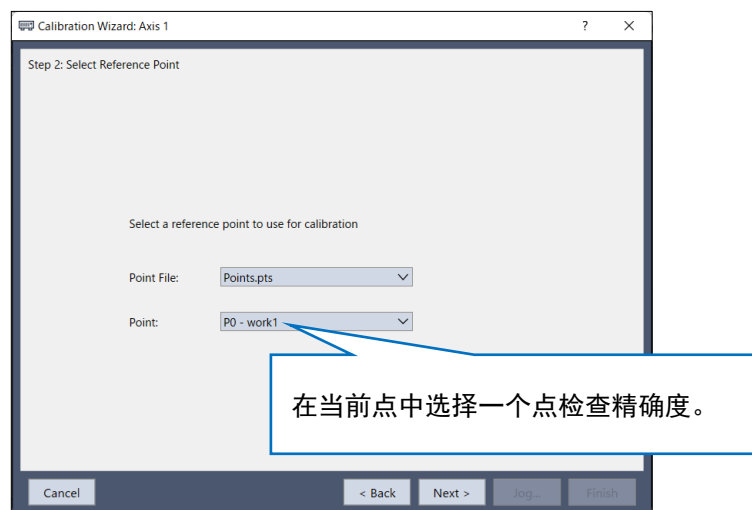 Calibration Wizard: Axis 1
Step 2: Select Reference Point
Select a reference point to use for calibration
Point File: Points.pts
Point: P0 - work1
在当前点中选择一个点检查精确度。
Cancel < Back Next > Jog... Finish